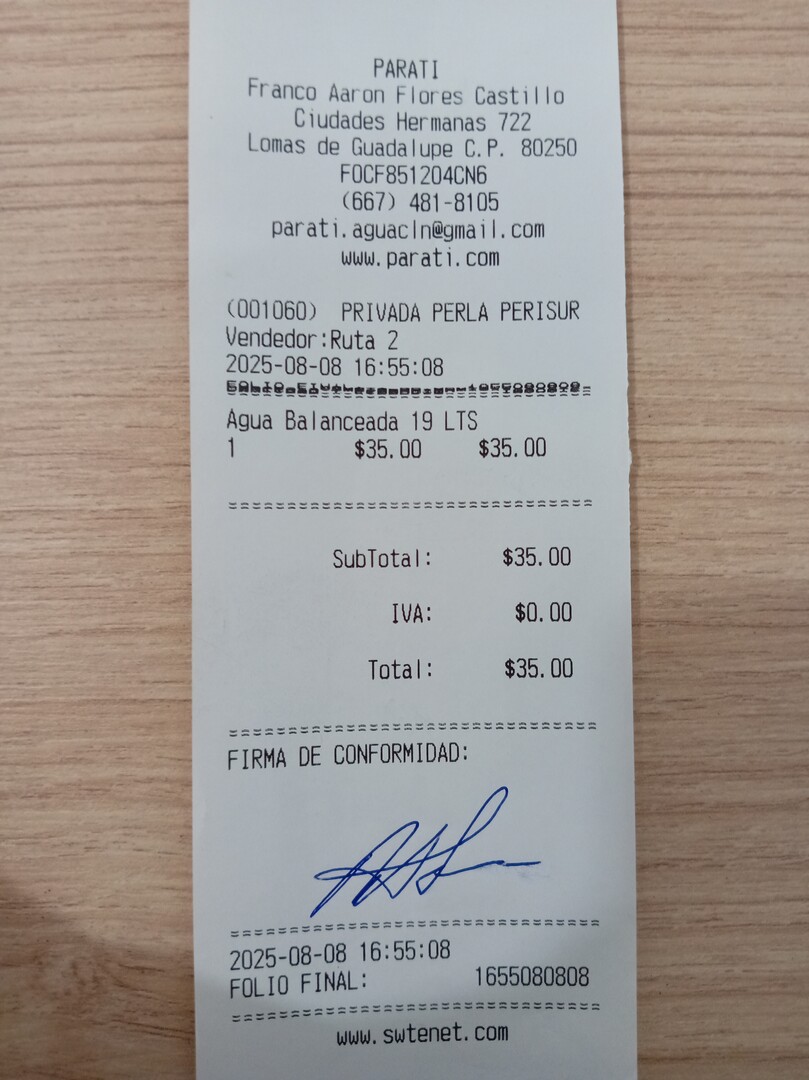 PARATI
Franco Aaron Flores Castillo
Ciudades Hermanas 722
Lomas de Guadalupe C.P. 80250
FOCF851204CN6
(667) 481-8105
parati.aguacln@gmail.com
www.parati.com
(001060) PRIVADA PERLA PERISUR
Vendedor:Ruta 2
2025-08-08 16:55:08
Agua Balanceada 19 LTS
1 $35.00 $35.00
==============================
SubTotal: $35.00
IVA: $0.00
Total: $35.00
==============================
FIRMA DE CONFORMIDAD:
==============================
2025-08-08 16:55:08
FOLIO FINAL: 1655080808
==============================
www.swtenet.com